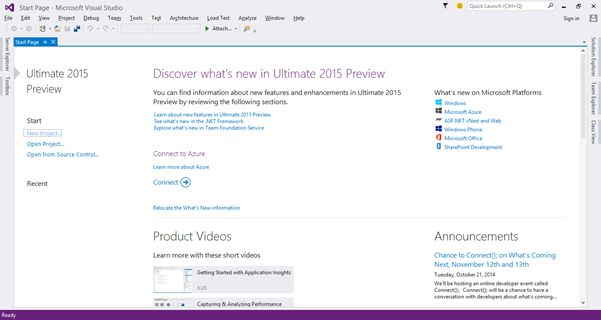 Start Page - Microsoft Visual Studio
Quick Launch (Ctrl+Q)
File Edit View Project Debug Team Tools Test Architecture Load Test Analyze Window Help
Sign in
Attach...
Start Page
Server Explorer
Toolbox
Solution Explorer
Team Explorer
Class View
Ultimate 2015
Preview
Start
New Project...
Open Project...
Open from Source Control...
Recent
Discover what's new in Ultimate 2015 Preview
You can find information about new features and enhancements in Ultimate 2015
Preview by reviewing the following sections.
Learn about new features in Ultimate 2015 Preview
See what's new in the .NET Framework
Explore what's new in Team Foundation Service
Connect to Azure
Learn more about Azure
Connect
Relocate the What's New information
What's new on Microsoft Platforms
Windows
Microsoft Azure
ASP.NET vNext and Web
Windows Phone
Microsoft Office
SharePoint Development
Product Videos
Learn more with these short videos
Getting Started with Application Insights
5:28
Capturing & Analyzing Performance
Announcements
Connect to Connect(); on What's Coming
Next, November 12th and 13th
Tuesday, October 21, 2014
We'll be hosting an online developer event called
Connect(); Connect(); will be a chance to have a
conversation with developers about what's coming...
Ready